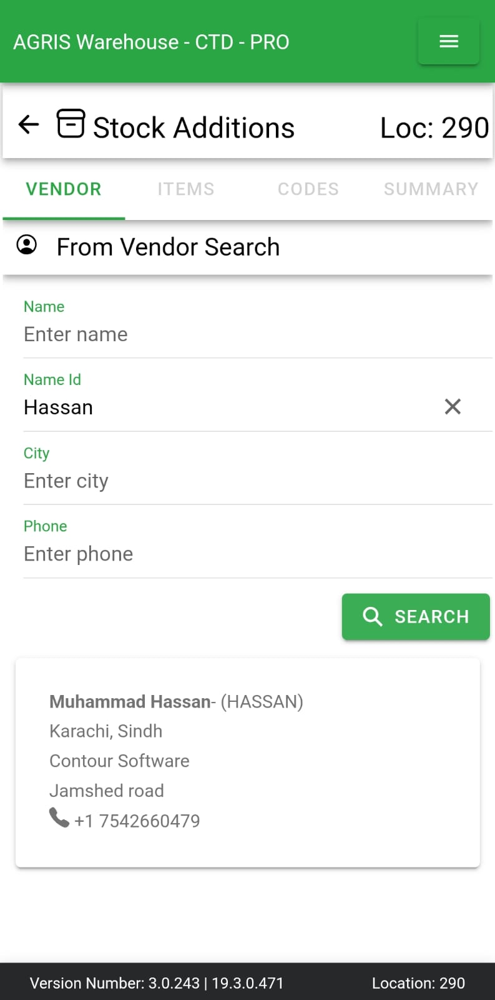 AGRIS Warehouse - CTD - PRO
Stock Additions Loc: 290
VENDOR ITEMS CODES SUMMARY
From Vendor Search
Name
Enter name
Name Id
Hassan
City
Enter city
Phone
Enter phone
SEARCH
Muhammad Hassan- (HASSAN)
Karachi, Sindh
Contour Software
Jamshed road
+1 7542660479
Version Number: 3.0.243 | 19.3.0.471 Location: 290